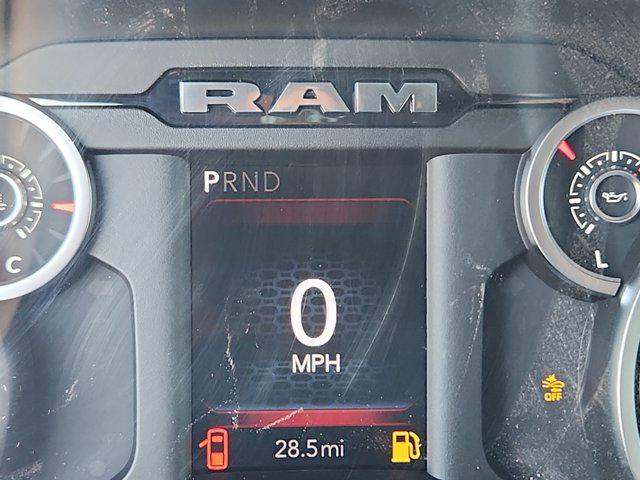 RAM
PRND
0
MPH
C
L
OFF
28.5mi